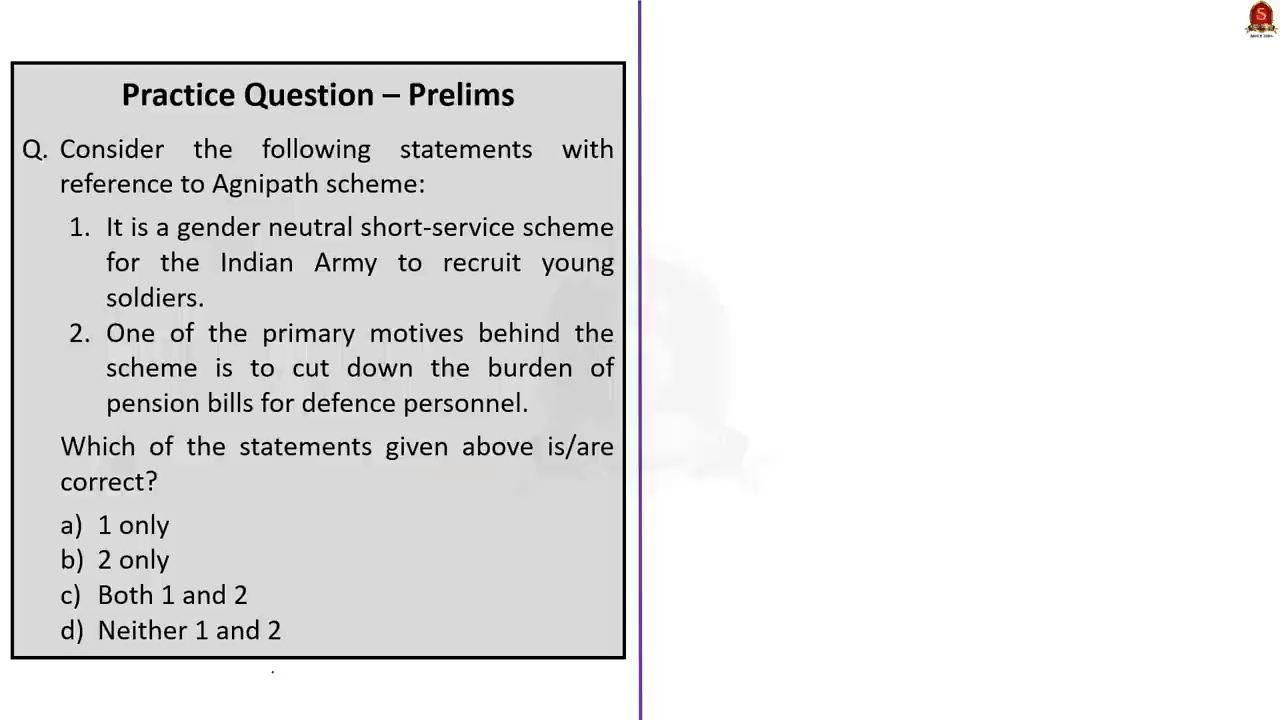 Practice Question – Prelims
Q. Consider the following statements with
reference to Agnipath scheme:
1. It is a gender neutral short-service scheme
for the Indian Army to recruit young
soldiers.
2. One of the primary motives behind the
scheme is to cut down the burden of
pension bills for defence personnel.
Which of the statements given above is/are
correct?
a) 1 only
b) 2 only
c) Both 1 and 2
d) Neither 1 and 2
S